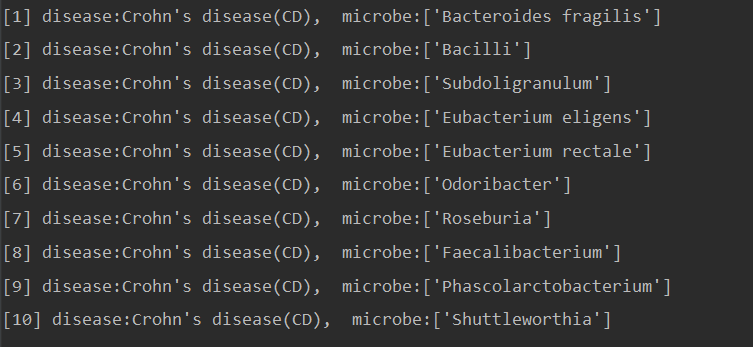 [1] disease:Crohn's disease(CD),  microbe:['Bacteroides fragilis']
[2] disease:Crohn's disease(CD),  microbe:['Bacilli']
[3] disease:Crohn's disease(CD),  microbe:['Subdoligranulum']
[4] disease:Crohn's disease(CD),  microbe:['Eubacterium eligens']
[5] disease:Crohn's disease(CD),  microbe:['Eubacterium rectale']
[6] disease:Crohn's disease(CD),  microbe:['Odoribacter']
[7] disease:Crohn's disease(CD),  microbe:['Roseburia']
[8] disease:Crohn's disease(CD),  microbe:['Faecalibacterium']
[9] disease:Crohn's disease(CD),  microbe:['Phascolarctobacterium']
[10] disease:Crohn's disease(CD),  microbe:['Shuttleworthia']